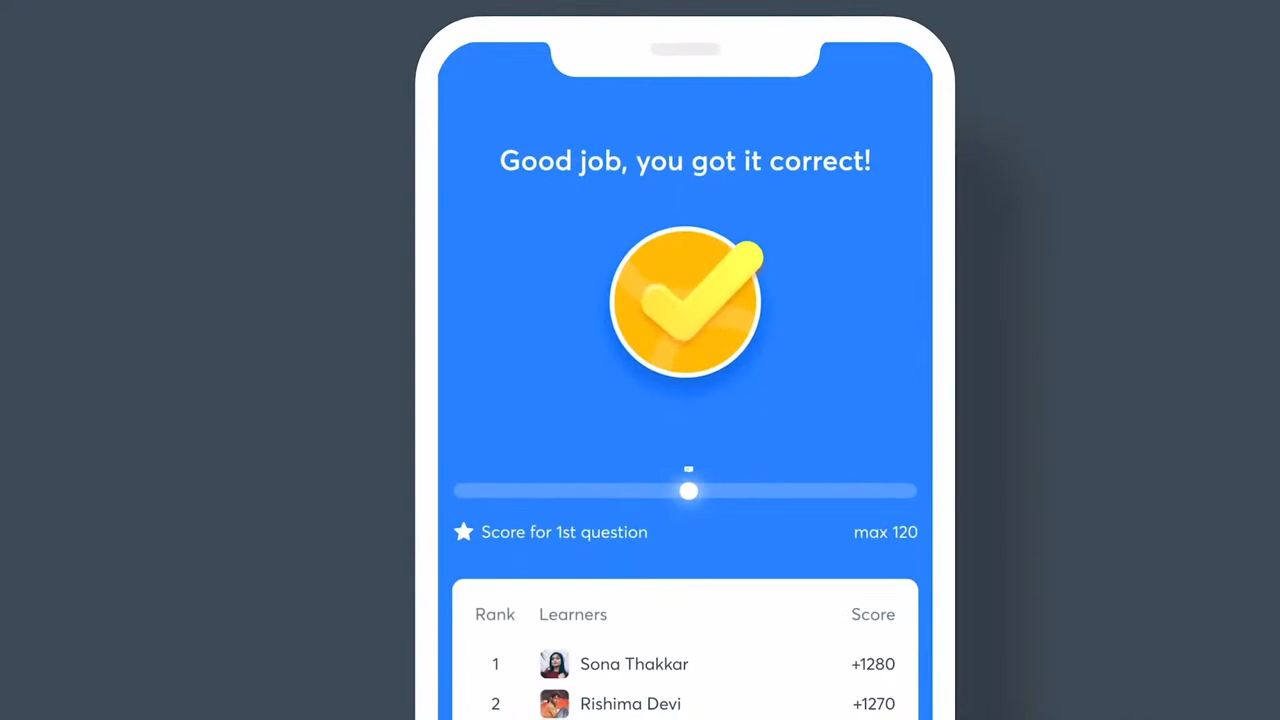 Good job, you got it correct!
Score for 1st question max 120
Rank Learners Score
1 Sona Thakkar +1280
2 Rishima Devi +1270